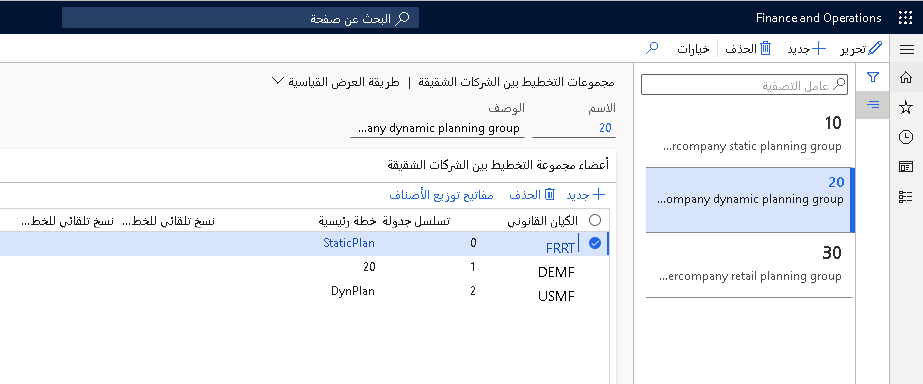 Finance and Operations
البحث عن صفحة
تحرير
جديد
الحذف
خيارات
عامل التصفية
10
...rcompany static planning group
20
...ompany dynamic planning group
30
...ercompany retail planning group
مجموعات التخطيط بين الشركات الشقيقة | طريقة العرض القياسية
الاسم الوصف
20 ...any dynamic planning group
أعضاء مجموعة التخطيط بين الشركات الشقيقة
جديد الحذف مفاتيح توزيع الأصناف
الكيان القانوني تسلسل جدولة خطة رئيسية نسخ تلقائي للخط... نسخ تلقائي للخط...
FRRT 0 StaticPlan
DEMF 1 20
USMF 2 DynPlan